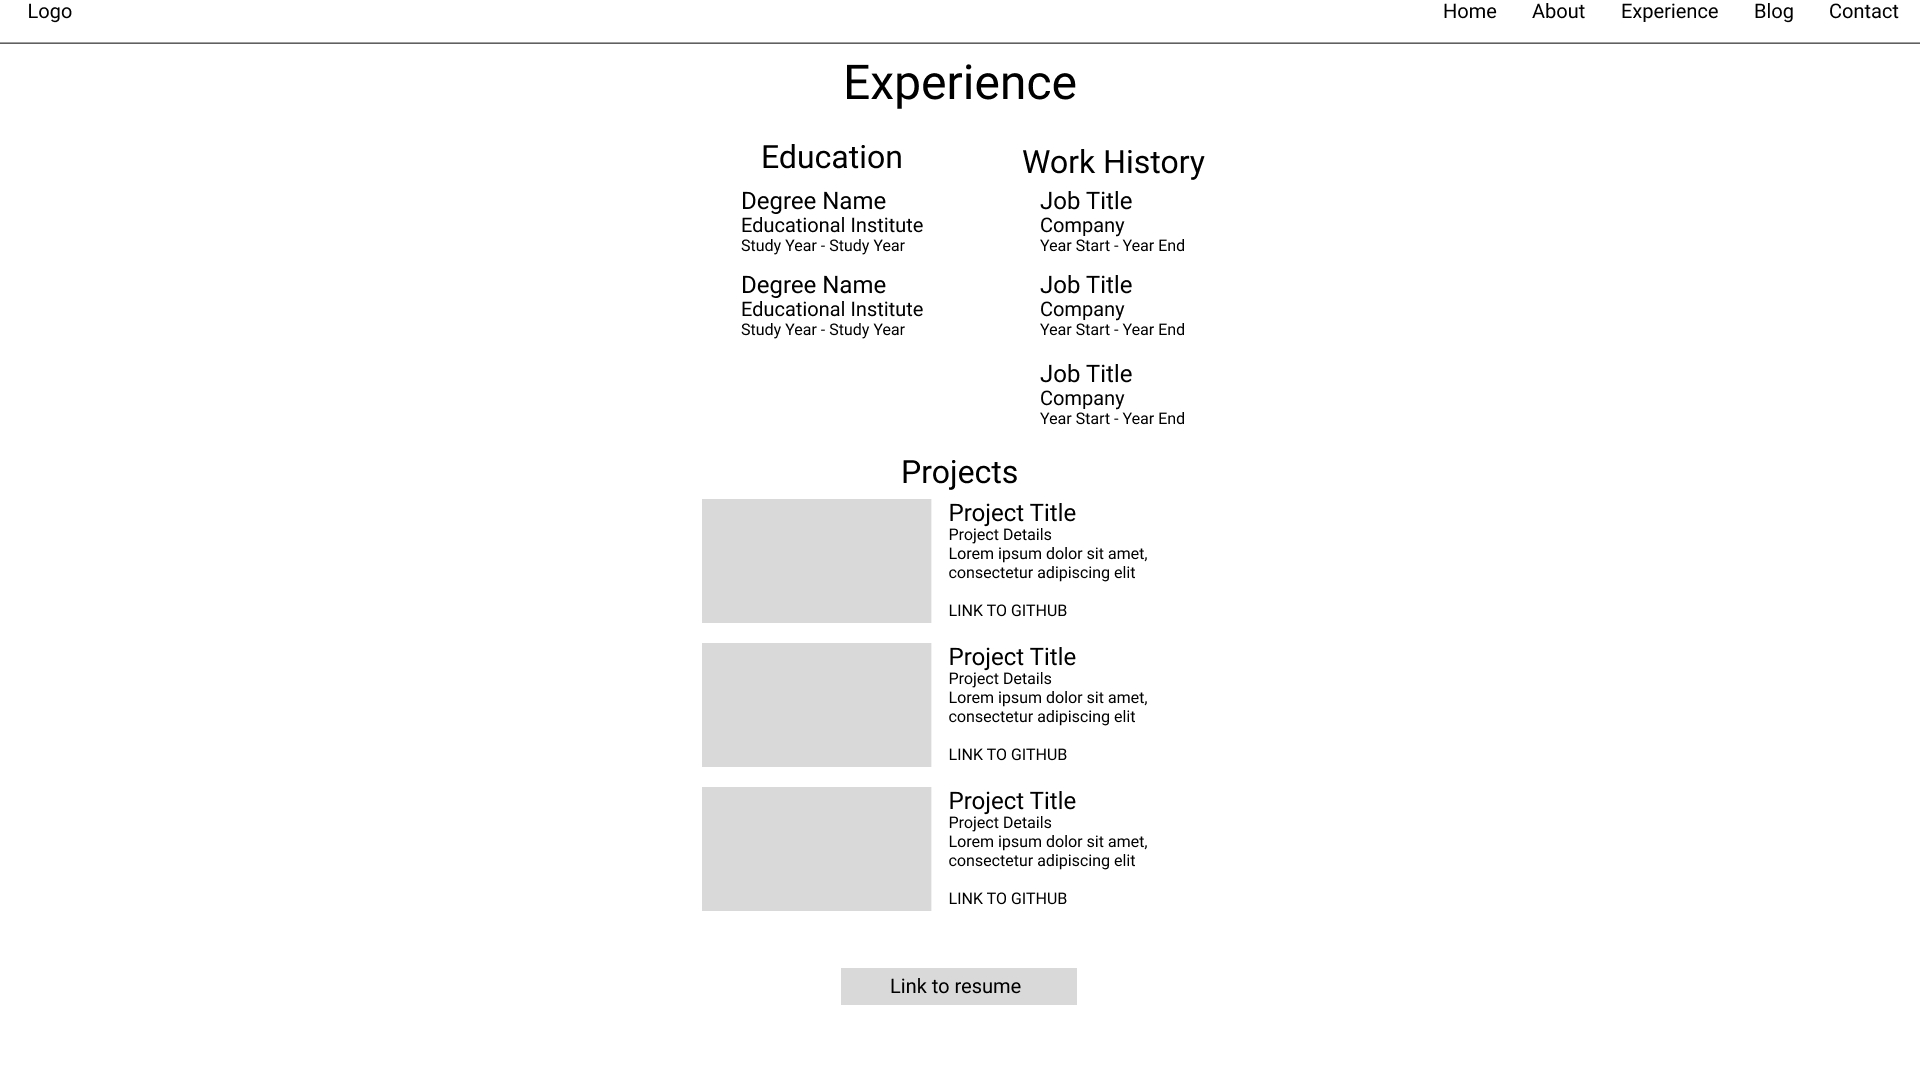 Logo
Home
About
Experience
Blog
Contact
Experience
Education
Degree Name
Educational Institute
Study Year - Study Year
Degree Name
Educational Institute
Study Year - Study Year
Work History
Job Title
Company
Year Start - Year End
Job Title
Company
Year Start - Year End
Job Title
Company
Year Start - Year End
Projects
Project Title
Project Details
Lorem ipsum dolor sit amet,
consectetur adipiscing elit
LINK TO GITHUB
Project Title
Project Details
Lorem ipsum dolor sit amet,
consectetur adipiscing elit
LINK TO GITHUB
Project Title
Project Details
Lorem ipsum dolor sit amet,
consectetur adipiscing elit
LINK TO GITHUB
Link to resume